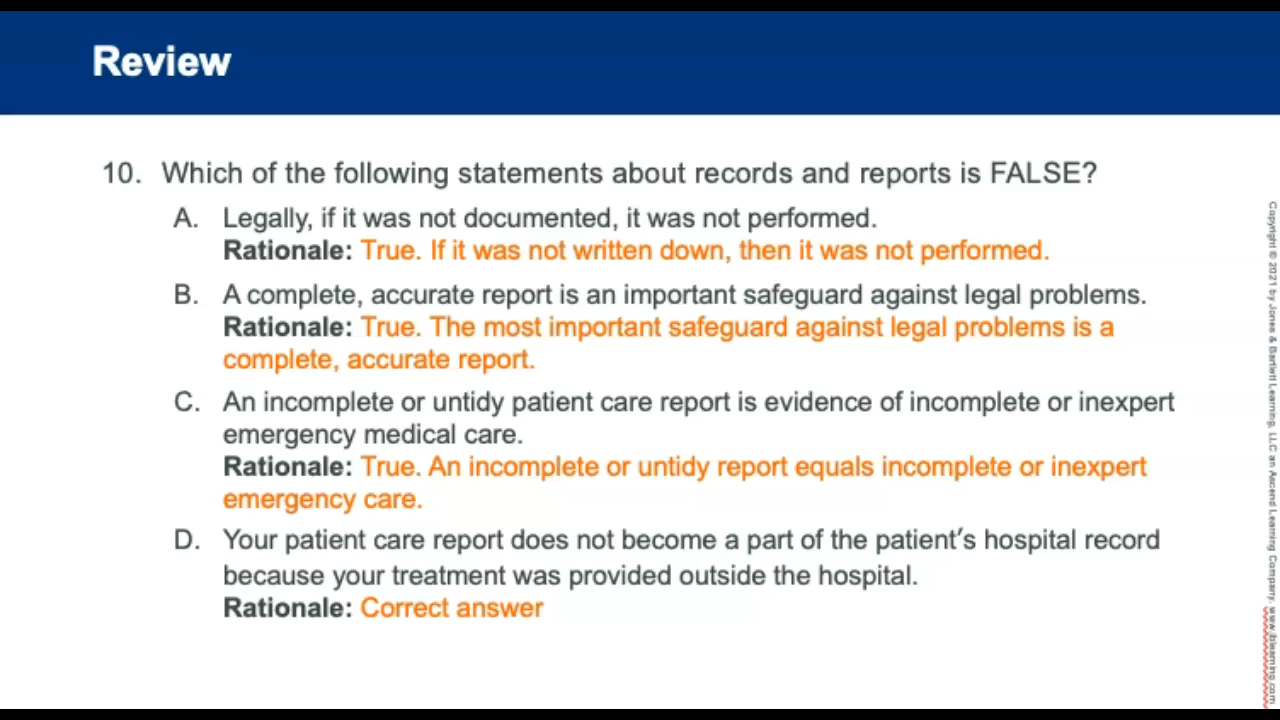 Review
10. Which of the following statements about records and reports is FALSE?
A. Legally, if it was not documented, it was not performed.
Rationale: True. If it was not written down, then it was not performed.
B. A complete, accurate report is an important safeguard against legal problems.
Rationale: True. The most important safeguard against legal problems is a
complete, accurate report.
C. An incomplete or untidy patient care report is evidence of incomplete or inexpert
emergency medical care.
Rationale: True. An incomplete or untidy report equals incomplete or inexpert
emergency care.
D. Your patient care report does not become a part of the patient’s hospital record
because your treatment was provided outside the hospital.
Rationale: Correct answer
Copyright © 2021 by Jones & Bartlett Learning, LLC an Ascend Learning Company. www.jblearning.com